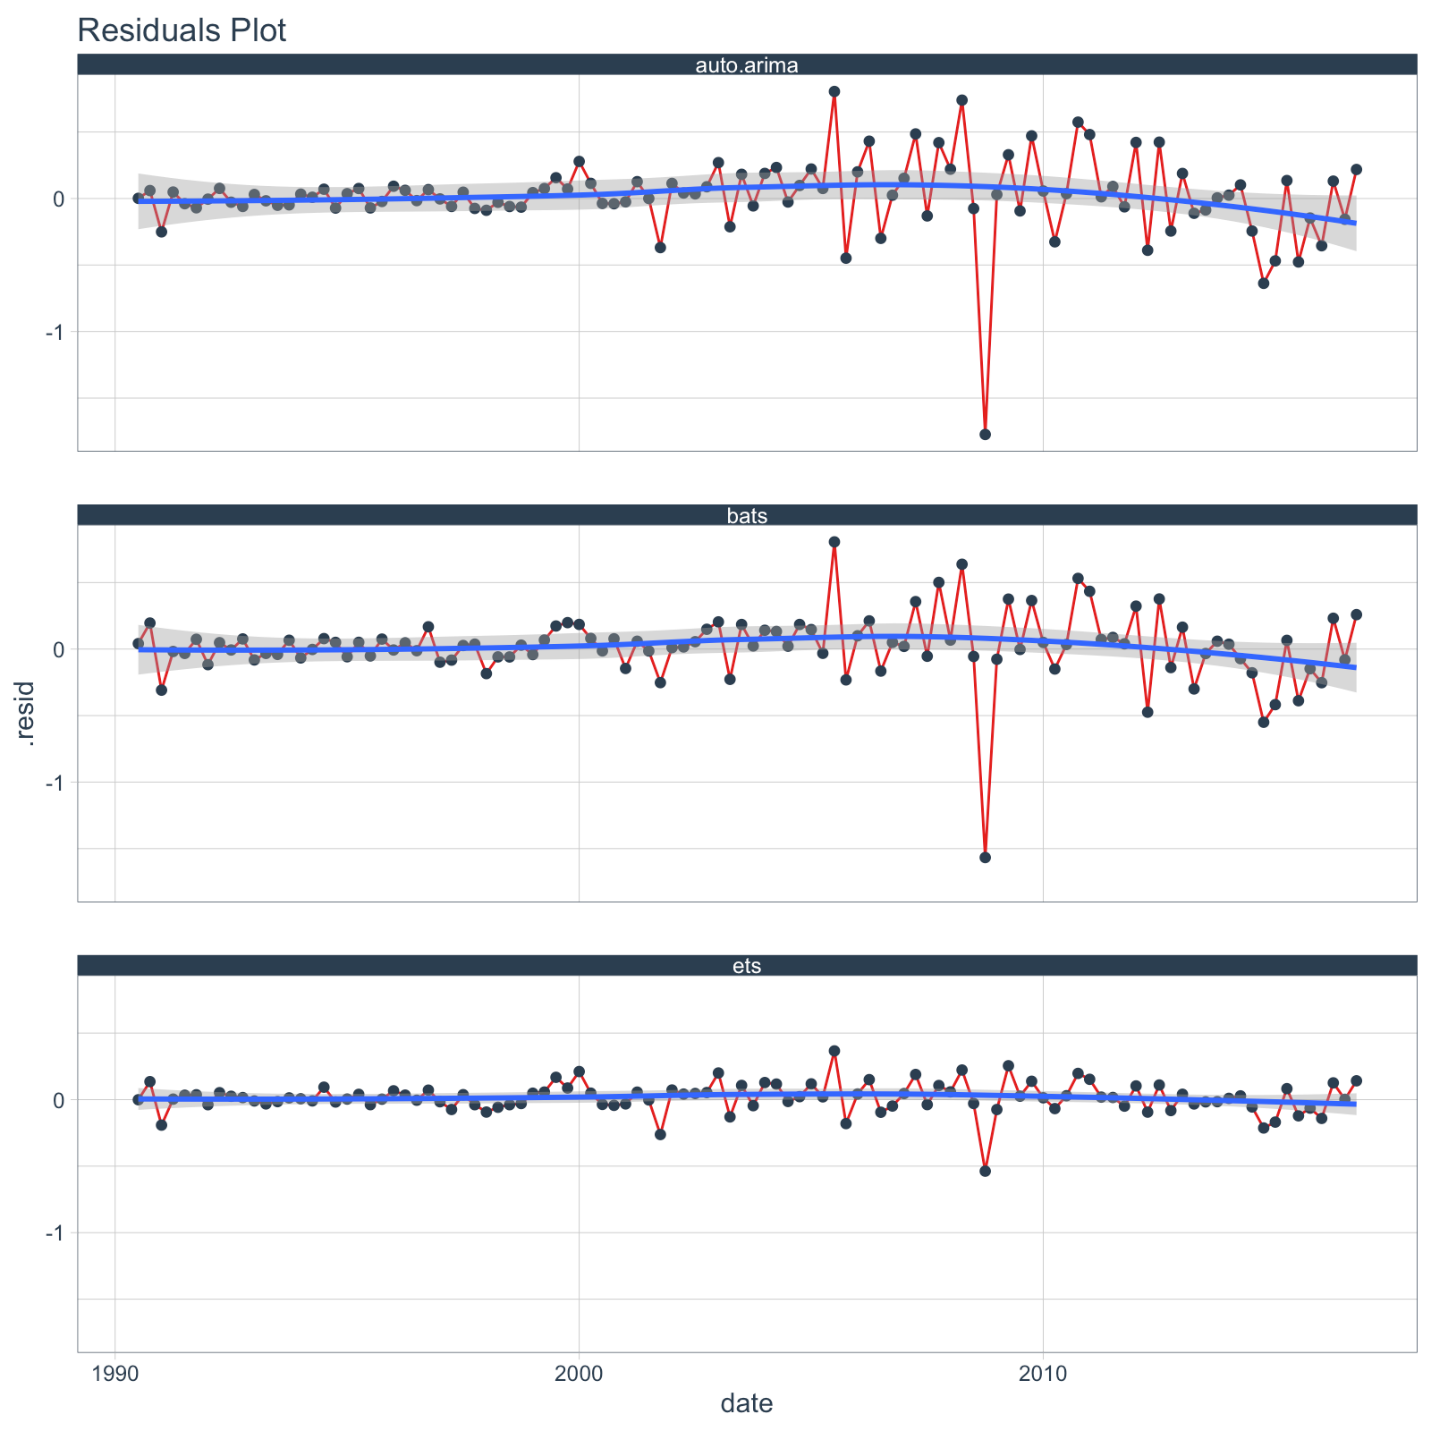 Residuals Plot
auto.arima
0
-1
bats
0
-1
.resid
ets
0
-1
1990 2000 2010
date